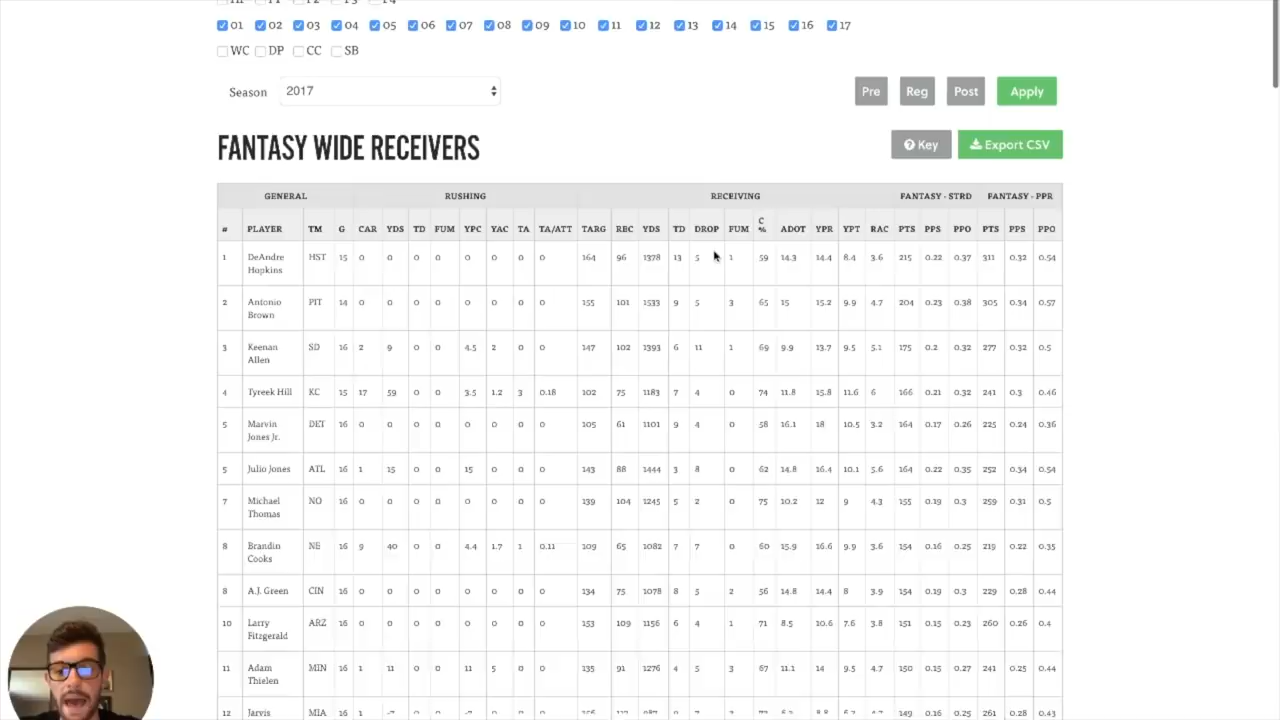 01 02 03 04 05 06 07 08 09 10 11 12 13 14 15 16 17
WC DP CC SB
Season 2017 Pre Reg Post Apply
FANTASY WIDE RECEIVERS Key Export CSV
GENERAL RUSHING RECEIVING FANTASY - STRD FANTASY - PPR
# PLAYER TM G CAR YDS TD FUM YPC YAC TA TA/ATT TARG REC YDS TD DROP FUM C % ADOT YPR YPT RAC PTS PPS PPO PTS PPS PPO
1 DeAndre Hopkins HST 15 0 0 0 0 0 0 0 0 164 96 1378 13 5 1 59 14.3 14.4 8.4 3.6 215 0.22 0.37 311 0.32 0.54
2 Antonio Brown PIT 14 0 0 0 0 0 0 0 0 155 101 1533 9 5 3 65 15 15.2 9.9 4.7 204 0.23 0.38 305 0.34 0.57
3 Keenan Allen SD 16 2 9 0 0 4.5 2 0 0 147 102 1393 6 11 1 69 9.9 13.7 9.5 5.1 175 0.2 0.32 277 0.32 0.5
4 Tyreek Hill KC 15 17 59 0 0 3.5 1.2 3 0.18 102 75 1183 7 4 0 74 11.8 15.8 11.6 6 166 0.21 0.32 241 0.3 0.46
5 Marvin Jones Jr. DET 16 0 0 0 0 0 0 0 0 105 61 1101 9 4 0 58 16.1 18 10.5 3.2 164 0.17 0.26 225 0.24 0.36
5 Julio Jones ATL 16 1 15 0 0 15 0 0 0 143 88 1444 3 8 0 62 14.8 16.4 10.1 5.6 164 0.22 0.35 252 0.34 0.54
7 Michael Thomas NO 16 0 0 0 0 0 0 0 0 139 104 1245 5 2 0 75 10.2 12 9 4.3 155 0.19 0.3 259 0.31 0.5
8 Brandin Cooks NE 16 9 40 0 0 4.4 1.7 1 0.11 109 65 1082 7 7 0 60 15.9 16.6 9.9 3.6 154 0.16 0.25 219 0.22 0.35
8 A.J. Green CIN 16 0 0 0 0 0 0 0 0 134 75 1078 8 5 2 56 14.8 14.4 8 3.9 154 0.19 0.3 229 0.28 0.44
10 Larry Fitzgerald ARZ 16 0 0 0 0 0 0 0 0 153 109 1156 6 4 1 71 8.5 10.6 7.6 3.8 151 0.15 0.23 260 0.26 0.4
11 Adam Thielen MIN 16 1 11 0 0 11 0 0 0 135 91 1276 4 5 3 67 11.1 14 9.5 4.7 150 0.15 0.27 241 0.25 0.44
12 Jarvis MIA 16 1 -7 0 0 -7 0 0 0 149 0.16 0.25 261 0.28 0.43